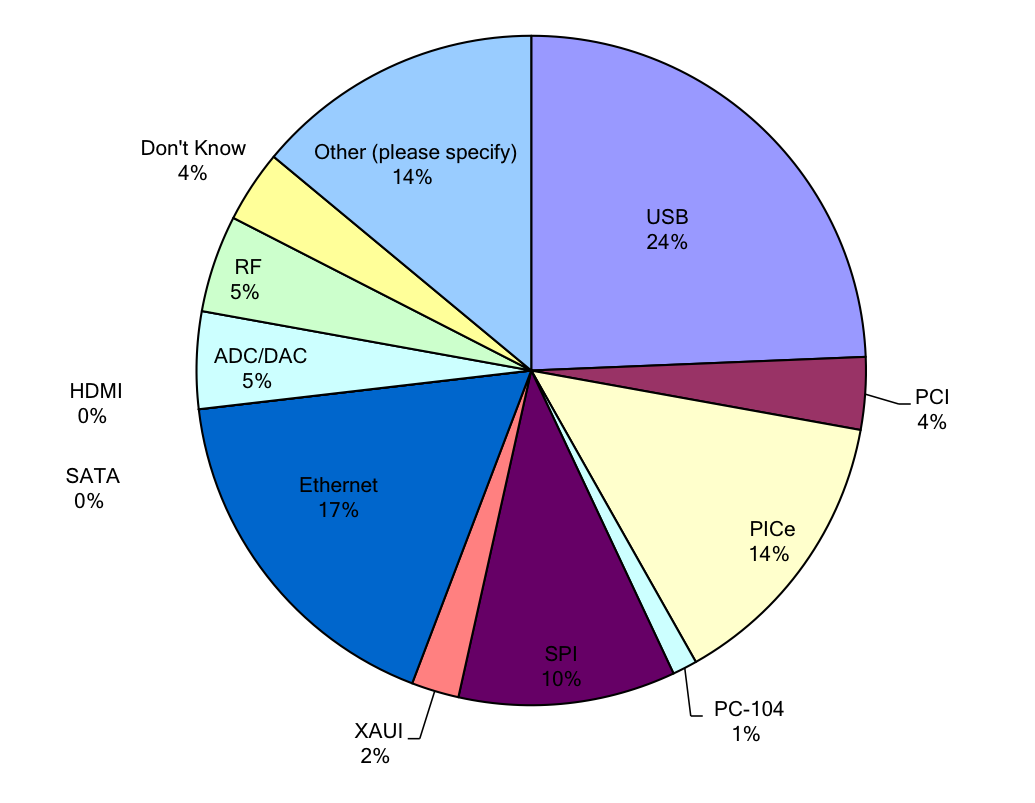 Don't Know
4%
Other (please specify)
14%
USB
24%
RF
5%
ADC/DAC
5%
HDMI
0%
PCI
4%
SATA
0%
Ethernet
17%
PICe
14%
SPI
10%
XAUI
2%
PC-104
1%